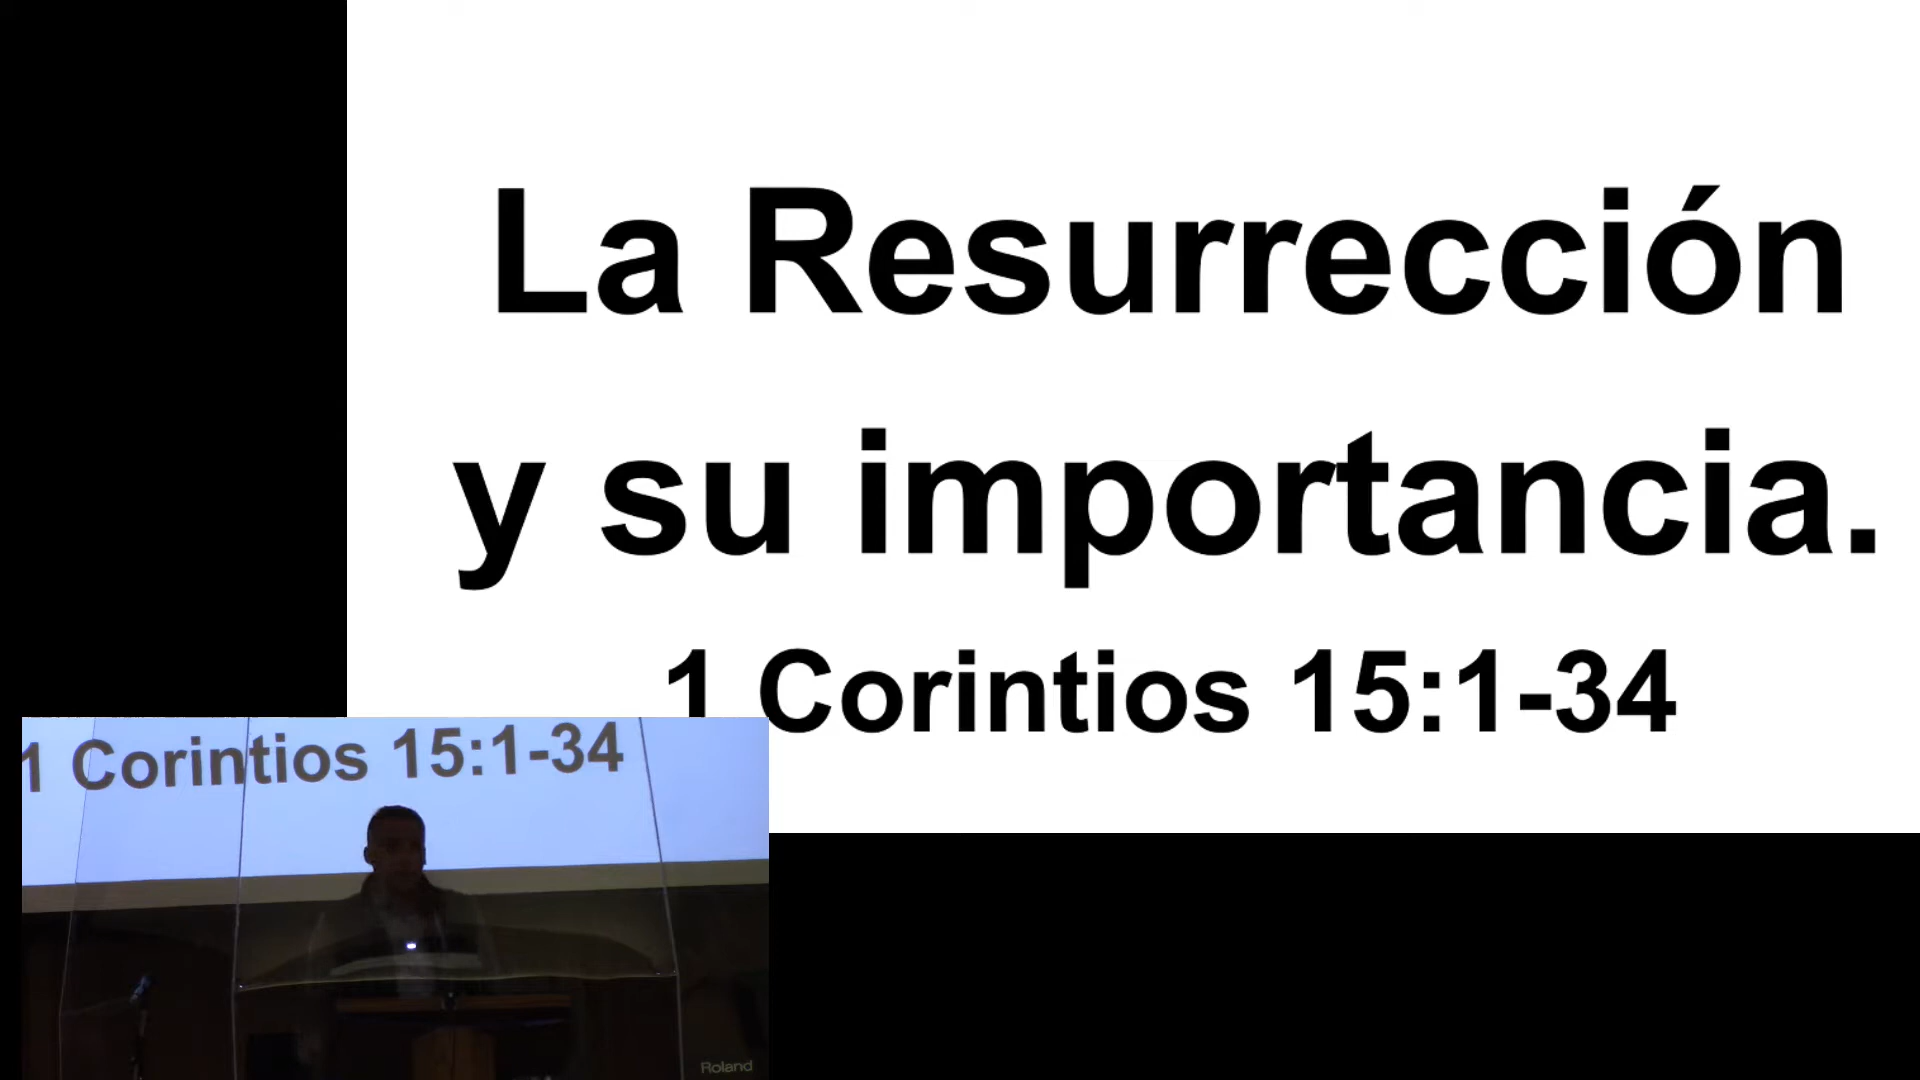 La Resurrección
y su importancia.
1 Corintios 15:1-34
1 Corintios 15:1-34
Roland